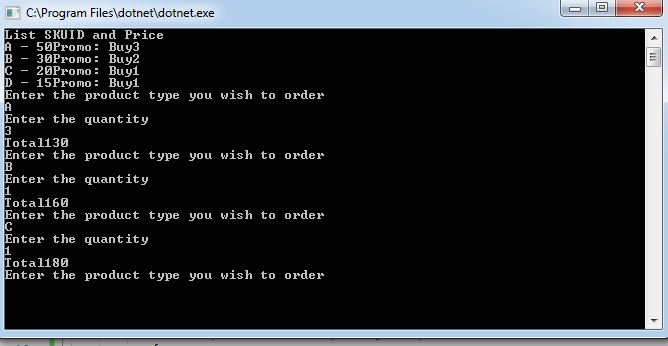 C:\Program Files\dotnet\dotnet.exe
List SKUID and Price
A - 50Promo: Buy3
B - 30Promo: Buy2
C - 20Promo: Buy1
D - 15Promo: Buy1
Enter the product type you wish to order
A
Enter the quantity
3
Total130
Enter the product type you wish to order
B
Enter the quantity
1
Total160
Enter the product type you wish to order
C
Enter the quantity
1
Total180
Enter the product type you wish to order